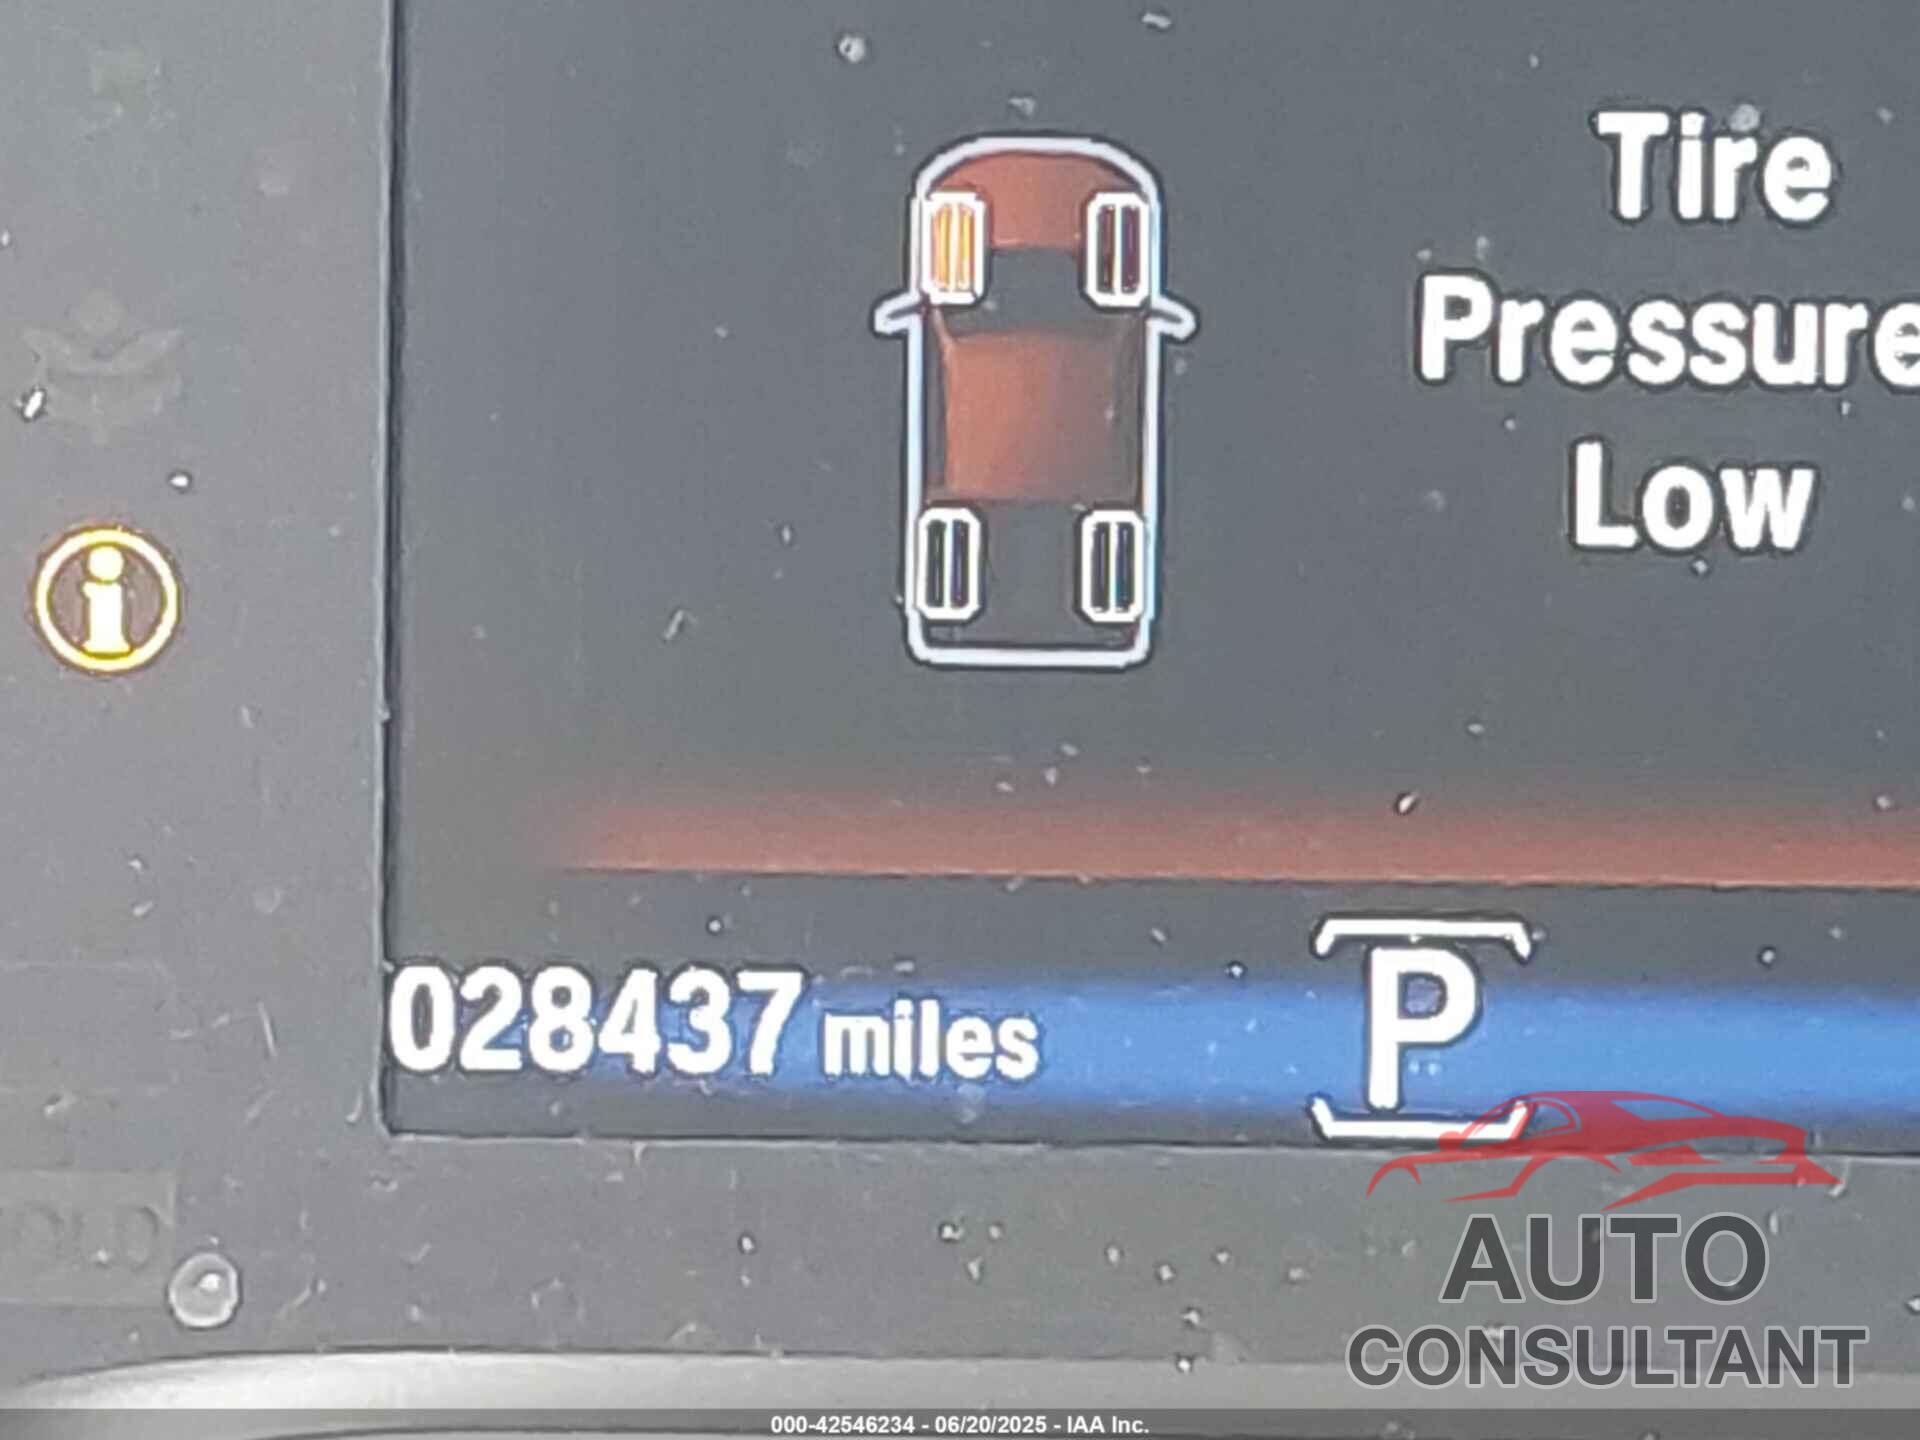 Tire
Pressure
Low
028437 miles
P
AUTO
CONSULTANT
000-42546234 - 06/20/2025 - IAA Inc.